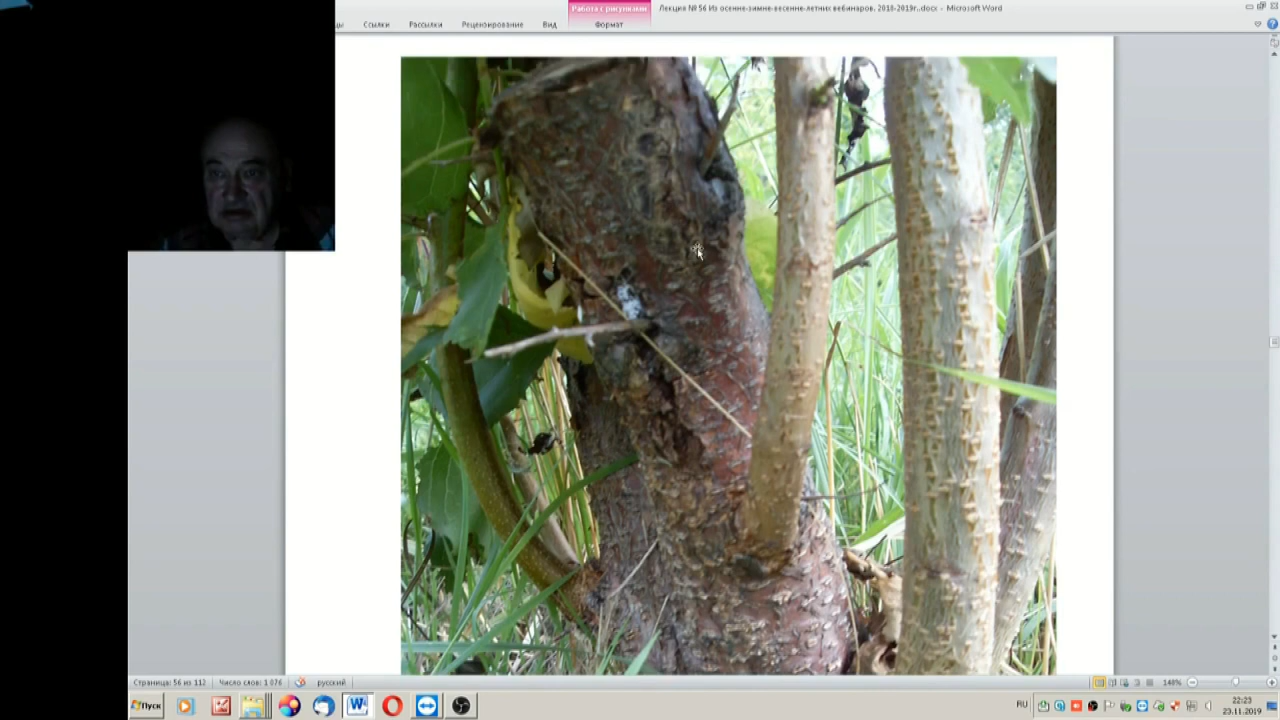 Работа с рисунками
Лекция № 56 Из осенне-зимне-весенне-летних вебинаров, 2018-2019г..docx - Microsoft Word
Ссылки
Рассылки
Рецензирование
Вид
Формат
Страница: 56 из 112
Число слов: 1 076
русский
148%
Пуск
RU
22:23
23.11.2019